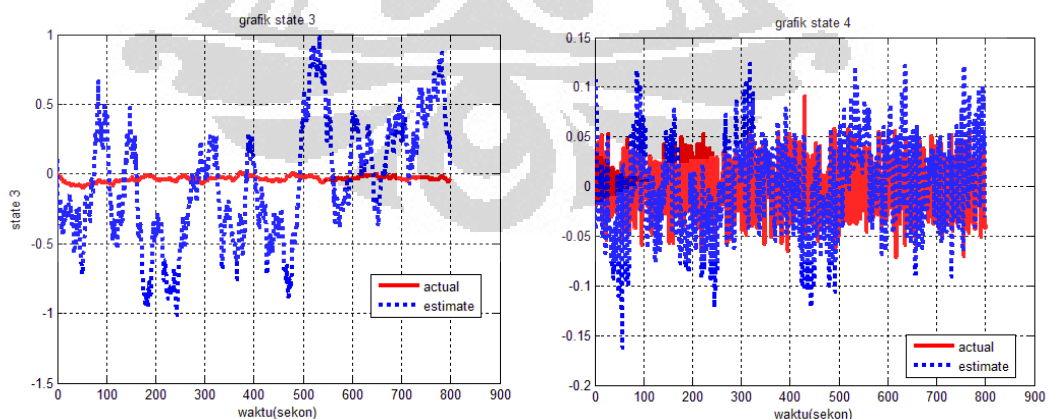 grafik state 3
1
0.5
0
-0.5
-1
-1.5
state 3
actual
estimate
0 100 200 300 400 500 600 700 800 900
waktu(sekon)
grafik state 4
0.15
0.1
0.05
0
-0.05
-0.1
-0.15
-0.2
state 4
actual
estimate
0 100 200 300 400 500 600 700 800 900
waktu(sekon)